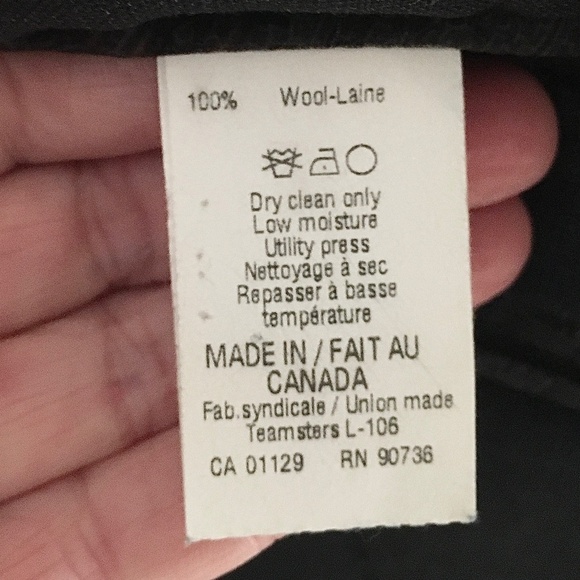 100% Wool-Laine
Dry clean only
Low moisture
Utility press
Nettoyage à sec
Repasser à basse
température
MADE IN / FAIT AU
CANADA
Fab.syndicale / Union made
Teamsters L-106
CA 01129 RN 90736